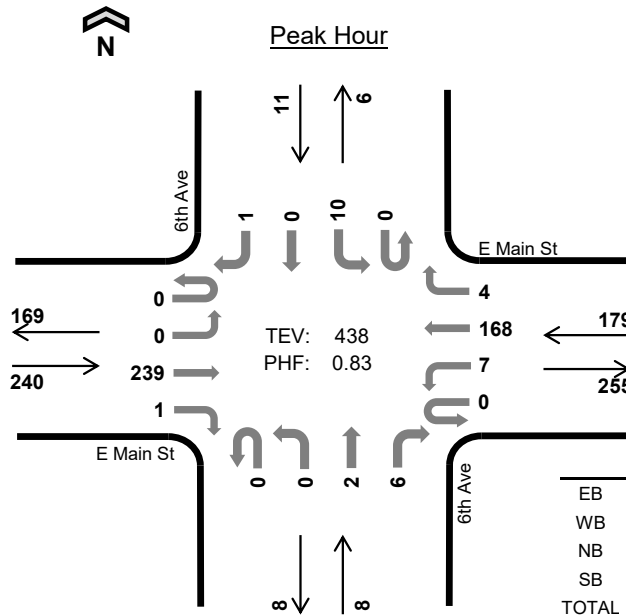 Peak Hour
N
11
6
6th Ave
1
0
10
0
E Main St
0
4
169
0
TEV: 438
168
179
240
239
PHF: 0.83
7
255
1
0
E Main St
0
0
2
6
6th Ave
EB
WB
NB
SB
TOTAL
8
8